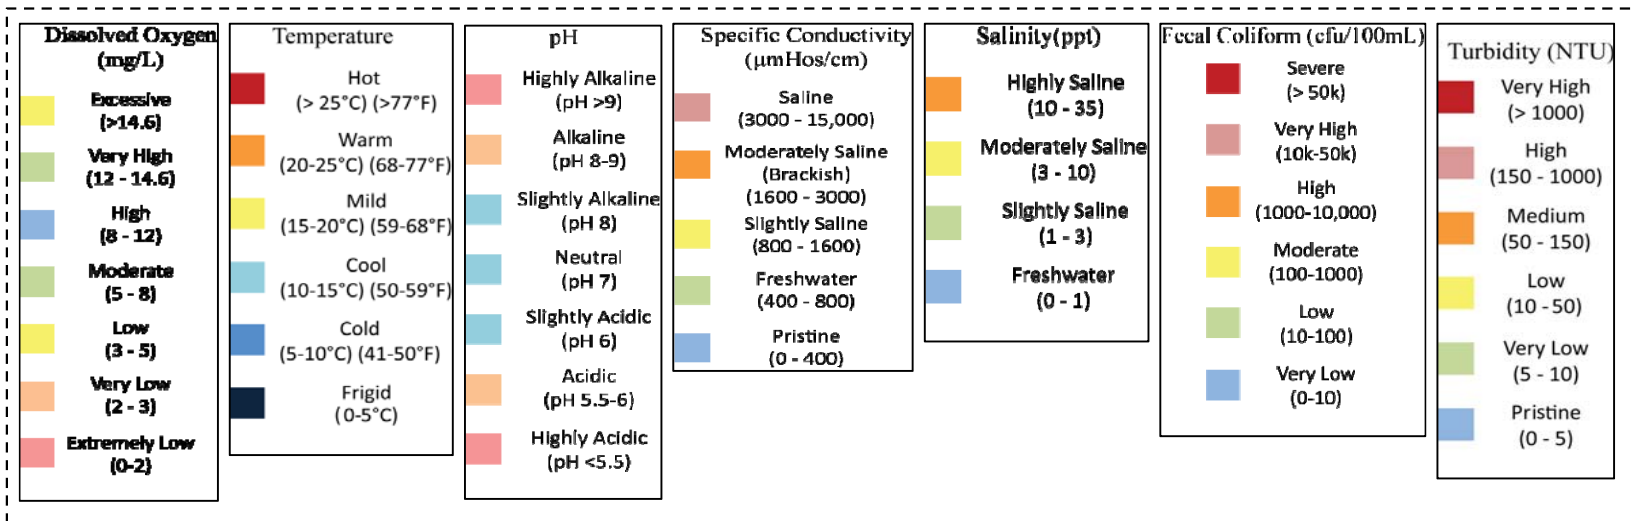 Dissolved Oxygen
(mg/L)
Excessive
(>14.6)
Very High
(12 - 14.6)
High
(8 - 12)
Moderate
(5 - 8)
Low
(3 - 5)
Very Low
(2 - 3)
Extremely Low
(0-2)
Temperature
Hot
(> 25°C) (>77°F)
Warm
(20-25°C) (68-77°F)
Mild
(15-20°C) (59-68°F)
Cool
(10-15°C) (50-59°F)
Cold
(5-10°C) (41-50°F)
Frigid
(0-5°C)
pH
Highly Alkaline
(pH >9)
Alkaline
(pH 8-9)
Slightly Alkaline
(pH 8)
Neutral
(pH 7)
Slightly Acidic
(pH 6)
Acidic
(pH 5.5-6)
Highly Acidic
(pH <5.5)
Specific Conductivity
(µmHos/cm)
Saline
(3000 - 15,000)
Moderately Saline
(Brackish)
(1600 - 3000)
Slightly Saline
(800 - 1600)
Freshwater
(400 - 800)
Pristine
(0 - 400)
Salinity(ppt)
Highly Saline
(10 - 35)
Moderately Saline
(3 - 10)
Slightly Saline
(1 - 3)
Freshwater
(0 - 1)
Fecal Coliform (cfu/100mL)
Severe
(> 50k)
Very High
(10k-50k)
High
(1000-10,000)
Moderate
(100-1000)
Low
(10-100)
Very Low
(0-10)
Turbidity (NTU)
Very High
(> 1000)
High
(150 - 1000)
Medium
(50 - 150)
Low
(10 - 50)
Very Low
(5 - 10)
Pristine
(0 - 5)